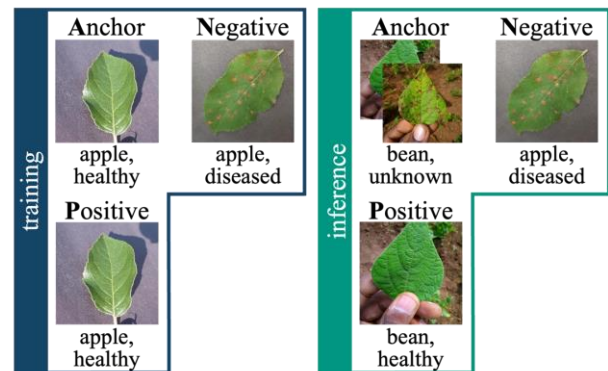 training
Anchor
apple,
healthy
Negative
apple,
diseased
Positive
apple,
healthy
inference
Anchor
bean,
unknown
Negative
apple,
diseased
Positive
bean,
healthy